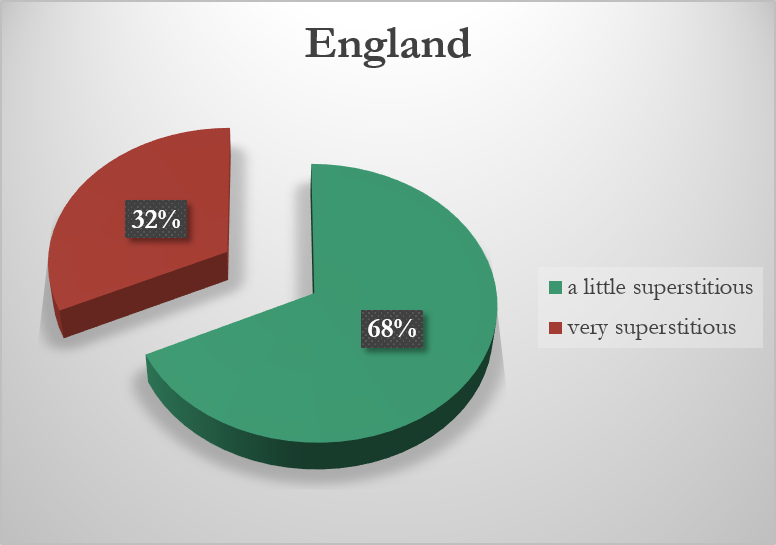 England
32%
68%
a little superstitious
very superstitious